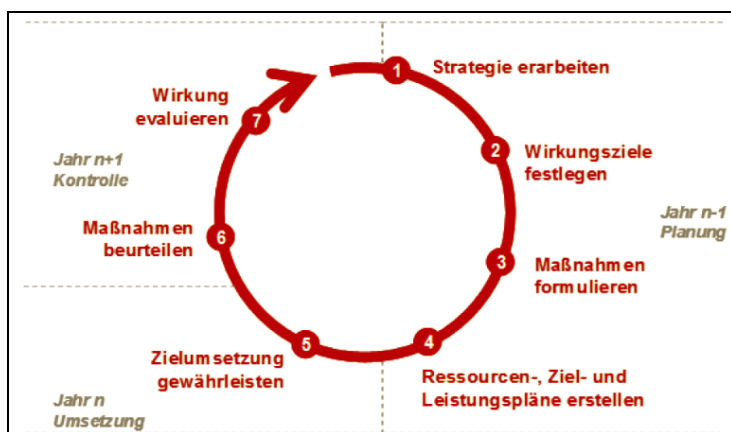 1
Strategie erarbeiten
2
Wirkungsziele
festlegen
Jahr n-1
Planung
3
Maßnahmen
formulieren
4
Ressourcen-, Ziel- und
Leistungspläne erstellen
5
Zielumsetzung
gewährleisten
Jahr n
Umsetzung
6
Maßnahmen
beurteilen
Jahr n+1
Kontrolle
7
Wirkung
evaluieren